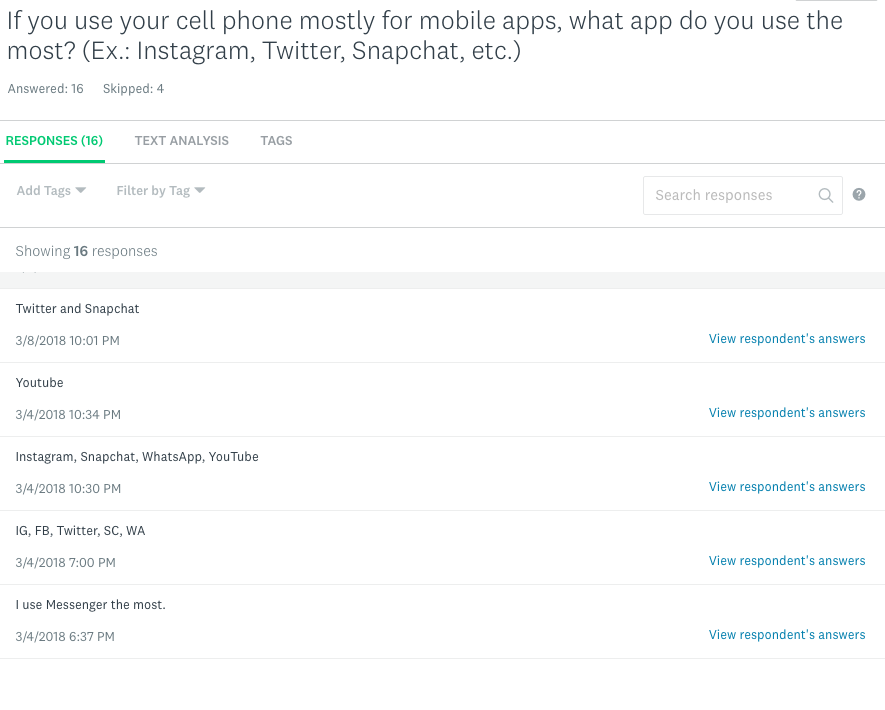 If you use your cell phone mostly for mobile apps, what app do you use the
most? (Ex.: Instagram, Twitter, Snapchat, etc.)
Answered: 16 Skipped: 4
RESPONSES (16) TEXT ANALYSIS TAGS
Add Tags Filter by Tag Search responses ?
Showing 16 responses
Twitter and Snapchat
3/8/2018 10:01 PM View respondent's answers
Youtube
3/4/2018 10:34 PM View respondent's answers
Instagram, Snapchat, WhatsApp, YouTube
3/4/2018 10:30 PM View respondent's answers
IG, FB, Twitter, SC, WA
3/4/2018 7:00 PM View respondent's answers
I use Messenger the most.
3/4/2018 6:37 PM View respondent's answers